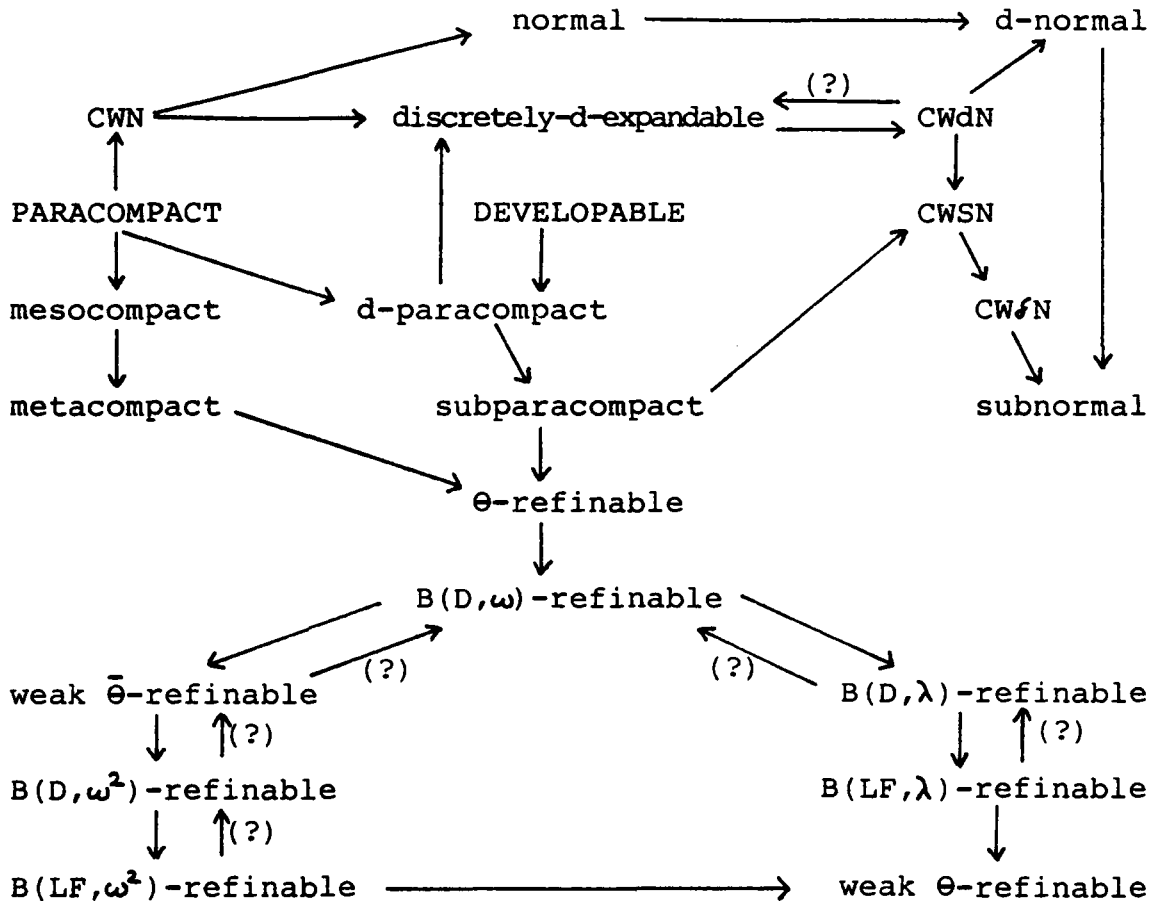 normal d-normal
(?)
CWN discretely-d-expandable CWdN
PARACOMPACT DEVELOPABLE CWSN
mesocompact d-paracompact CWδN
metacompact subparacompact subnormal
θ-refinable
B(D,ω)-refinable
(?) (?)
weak θ̄-refinable B(D,λ)-refinable
(?) (?)
B(D,ω²)-refinable B(LF,λ)-refinable
(?)
B(LF,ω²)-refinable weak θ-refinable